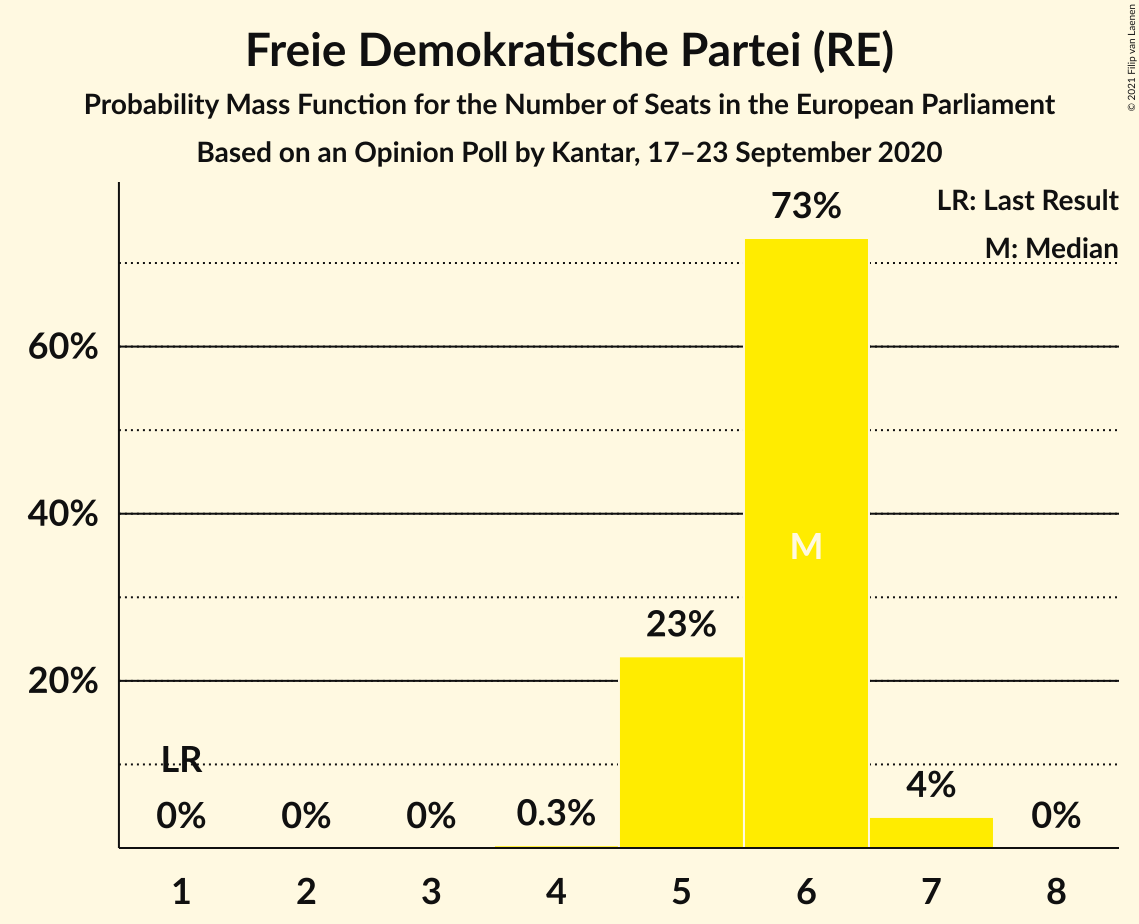 Freie Demokratische Partei (RE)
Probability Mass Function for the Number of Seats in the European Parliament
Based on an Opinion Poll by Kantar, 17–23 September 2020
© 2021 Filip van Laenen
LR: Last Result
M: Median
73%
60%
40%
M
23%
20%
LR
4%
0% 0% 0% 0.3% 0%
1 2 3 4 5 6 7 8